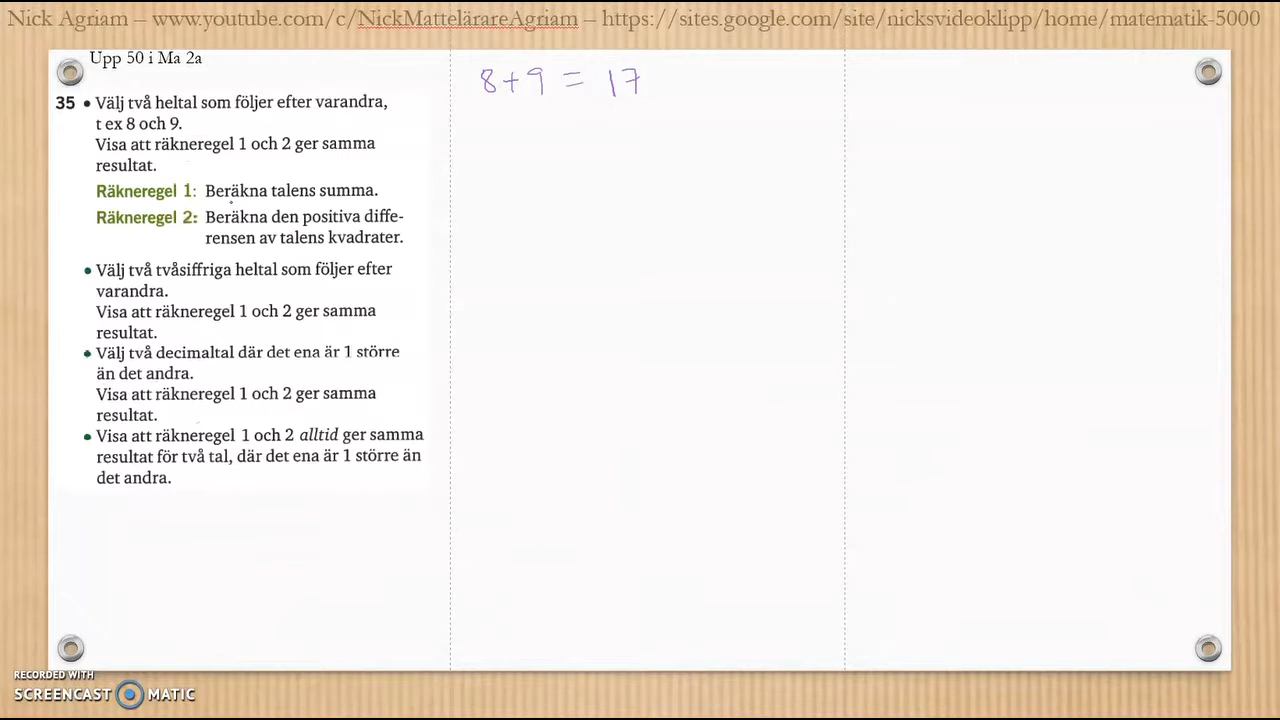 Nick Agriam – www.youtube.com/c/NickMattelärareAgriam – https://sites.google.com/site/nicksvideoklipp/home/matematik-5000
Upp 50 i Ma 2a
8+9 = 17
35 • Välj två heltal som följer efter varandra,
t ex 8 och 9.
Visa att räkneregel 1 och 2 ger samma
resultat.
Räkneregel 1: Beräkna talens summa.
Räkneregel 2: Beräkna den positiva diffe-
rensen av talens kvadrater.
• Välj två tvåsiffriga heltal som följer efter
varandra.
Visa att räkneregel 1 och 2 ger samma
resultat.
• Välj två decimaltal där det ena är 1 större
än det andra.
Visa att räkneregel 1 och 2 ger samma
resultat.
• Visa att räkneregel 1 och 2 alltid ger samma
resultat för två tal, där det ena är 1 större än
det andra.
RECORDED WITH
SCREENCAST MATIC